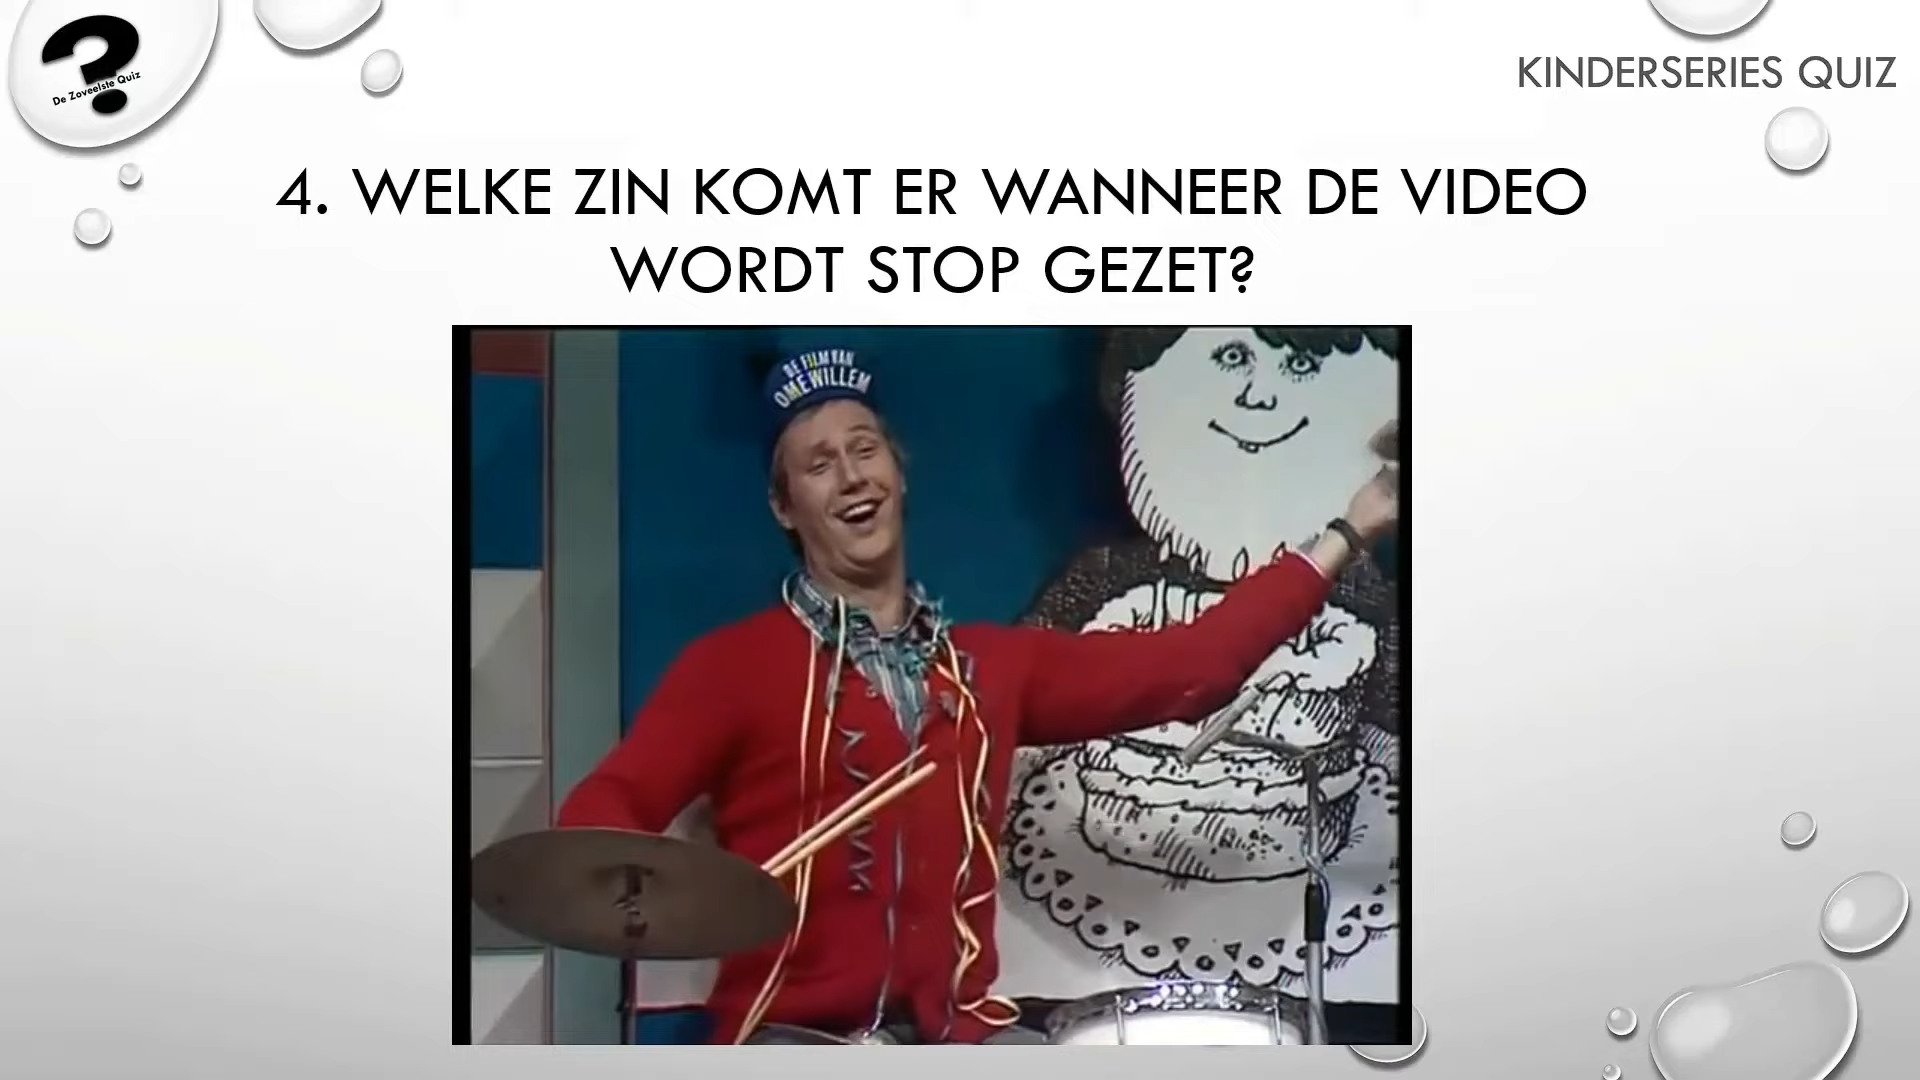 De Zoveelste Quiz
KINDERSERIES QUIZ
4. WELKE ZIN KOMT ER WANNEER DE VIDEO
WORDT STOP GEZET?
DE FILM VAN
OME WILLEM